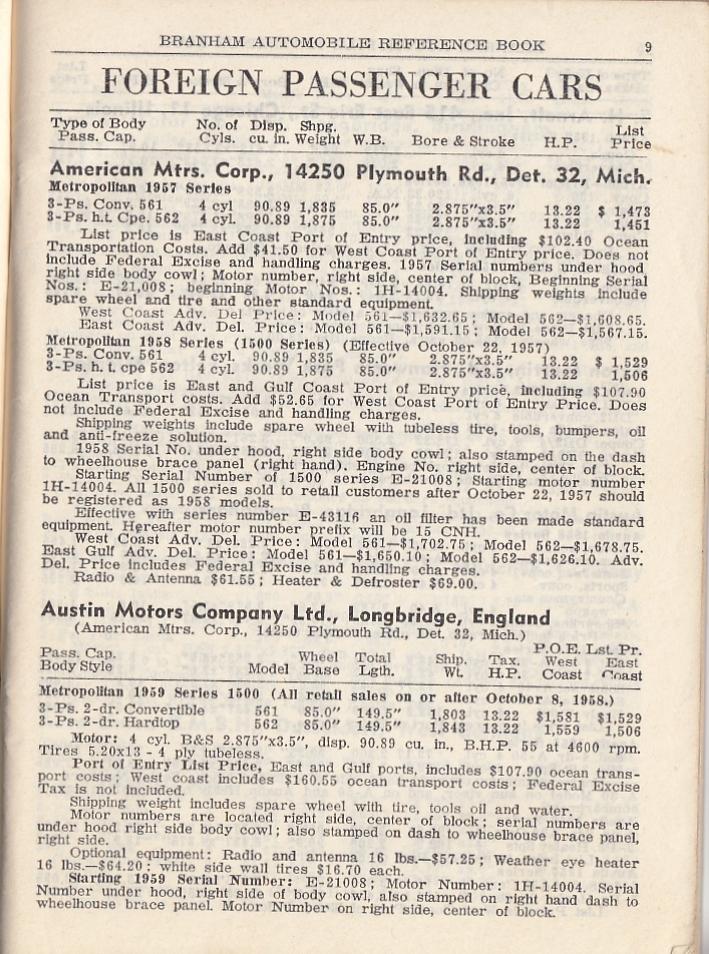 BRANHAM AUTOMOBILE REFERENCE BOOK 9
FOREIGN PASSENGER CARS
Type of Body No. of Disp. Shpg. List
Pass. Cap. Cyls. cu. in. Weight W.B. Bore & Stroke H.P. Price
American Mtrs. Corp., 14250 Plymouth Rd., Det. 32, Mich.
Metropolitan 1957 Series
3-Ps. Conv. 561 4 cyl 90.89 1,835 85.0" 2.875"x3.5" 13.22 $ 1,473
3-Ps. h.t. Cpe. 562 4 cyl 90.89 1,875 85.0" 2.875"x3.5" 13.22 1,451
List price is East Coast Port of Entry price, including $102.40 Ocean
Transportation Costs. Add $41.50 for West Coast Port of Entry price. Does not
include Federal Excise and handling charges. 1957 Serial numbers under hood
right side body cowl; Motor number, right side, center of block, Beginning Serial
Nos.: E-21,008; beginning Motor Nos.: 1H-14004. Shipping weights include
spare wheel and tire and other standard equipment.
West Coast Adv. Del Price: Model 561—$1,632.65; Model 562—$1,608.65.
East Coast Adv. Del. Price: Model 561—$1,591.15; Model 562—$1,567.15.
Metropolitan 1958 Series (1500 Series) (Effective October 22, 1957)
3-Ps. Conv. 561 4 cyl. 90.89 1,835 85.0" 2.875"x3.5" 13.22 $ 1,529
3-Ps. h. t. cpe 562 4 cyl. 90.89 1,875 85.0" 2.875"x3.5" 13.22 1,506
List price is East and Gulf Coast Port of Entry price, including $107.90
Ocean Transport costs. Add $52.65 for West Coast Port of Entry Price. Does
not include Federal Excise and handling charges.
Shipping weights include spare wheel with tubeless tire, tools, bumpers, oil
and anti-freeze solution.
1958 Serial No. under hood, right side body cowl; also stamped on the dash
to wheelhouse brace panel (right hand). Engine No. right side, center of block.
Starting Serial Number of 1500 series E-21008; Starting motor number
1H-14004. All 1500 series sold to retail customers after October 22, 1957 should
be registered as 1958 models.
Effective with series number E-43116 an oil filter has been made standard
equipment. Hereafter motor number prefix will be 15 CNH.
West Coast Adv. Del. Price: Model 561—$1,702.75; Model 562—$1,678.75.
East Gulf Adv. Del. Price: Model 561—$1,650.10; Model 562—$1,626.10. Adv.
Del. Price includes Federal Excise and handling charges.
Radio & Antenna $61.55; Heater & Defroster $69.00.
Austin Motors Company Ltd., Longbridge, England
(American Mtrs. Corp., 14250 Plymouth Rd., Det. 32, Mich.)
P.O.E. Lst. Pr.
Pass. Cap. Wheel Total Ship. Tax. West East
Body Style Model Base Lgth. Wt. H.P. Coast Coast
Metropolitan 1959 Series 1500 (All retail sales on or after October 8, 1958.)
3-Ps. 2-dr. Convertible 561 85.0" 149.5" 1,803 13.22 $1,581 $1,529
3-Ps. 2-dr. Hardtop 562 85.0" 149.5" 1,843 13.22 1,559 1,506
Motor: 4 cyl. B&S 2.875"x3.5", disp. 90.89 cu. in., B.H.P. 55 at 4600 rpm.
Tires 5.20x13 - 4 ply tubeless.
Port of Entry List Price, East and Gulf ports, includes $107.90 ocean trans-
port costs; West coast includes $160.55 ocean transport costs; Federal Excise
Tax is not included.
Shipping weight includes spare wheel with tire, tools oil and water.
Motor numbers are located right side, center of block; serial numbers are
under hood right side body cowl; also stamped on dash to wheelhouse brace panel,
right side.
Optional equipment: Radio and antenna 16 lbs.—$57.25; Weather eye heater
16 lbs.—$64.20; white side wall tires $16.70 each.
Starting 1959 Serial Number: E-21008; Motor Number: 1H-14004. Serial
Number under hood, right side of body cowl, also stamped on right hand dash to
wheelhouse brace panel. Motor Number on right side, center of block.